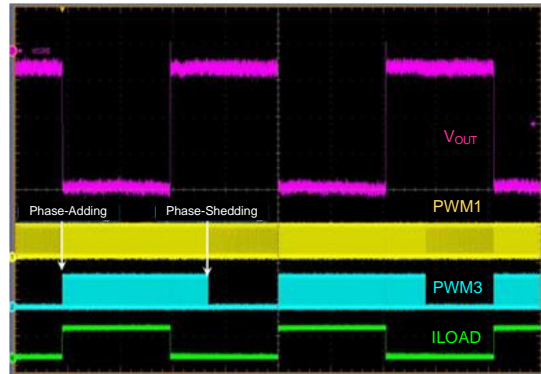 VOUT
Phase-Adding
Phase-Shedding
PWM1
PWM3
ILOAD